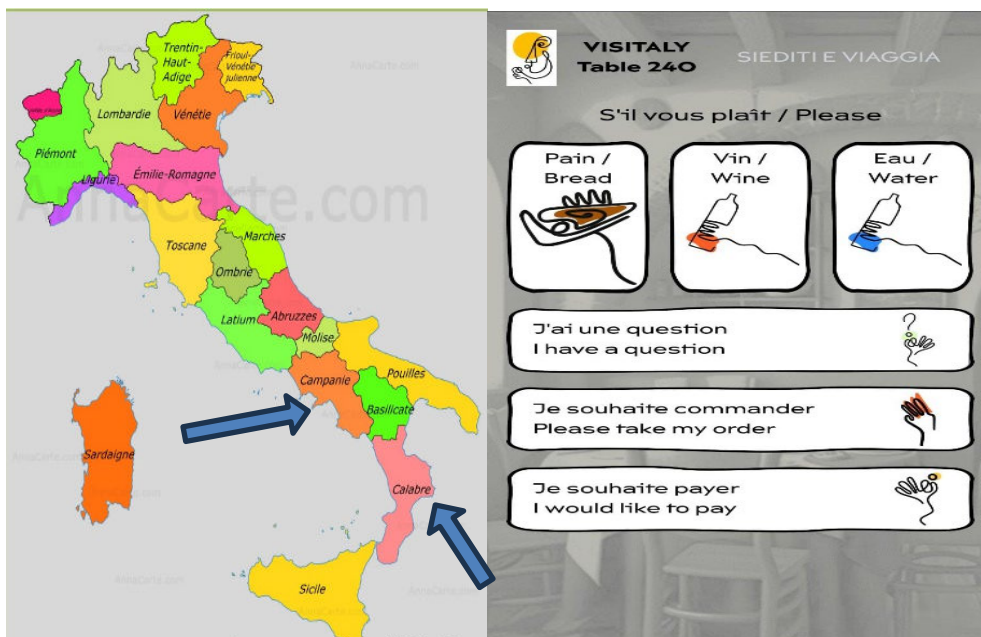 Trentin-
Haut-
Adige
Frioul-
Vénétie
Julienne
Lombardie
Vénétie
Piémont
Émilie-Romagne
Ligurie
AnnaCarte.com
Toscane
Marches
Ombrie
Latium
Abruzzes
Molise
Campanie
Pouilles
Basilicate
Sardaigne
Calabre
Sicile
AnnaCarte.com
VISITALY
Table 240
SIEDITI E VIAGGIA
S'il vous plaît / Please
Pain /
Bread
Vin /
Wine
Eau /
Water
J'ai une question
I have a question
Je souhaite commander
Please take my order
Je souhaite payer
I would like to pay